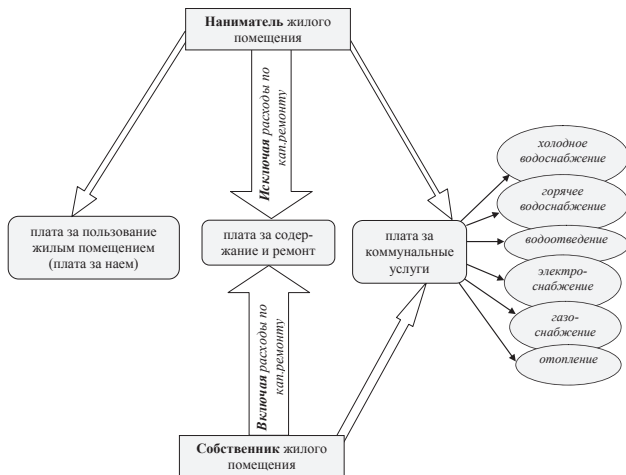 Наниматель жилого
помещения
Исключая расходы по
кап.ремонту
холодное
водоснабжение
горячее
водоснабжение
плата за пользование
жилым помещением
(плата за наем)
плата за содер-
жание и ремонт
плата за
коммунальные
услуги
водоотведение
электро-
снабжение
газо-
снабжение
отопление
Включая расходы по
кап.ремонту
Собственник жилого
помещения